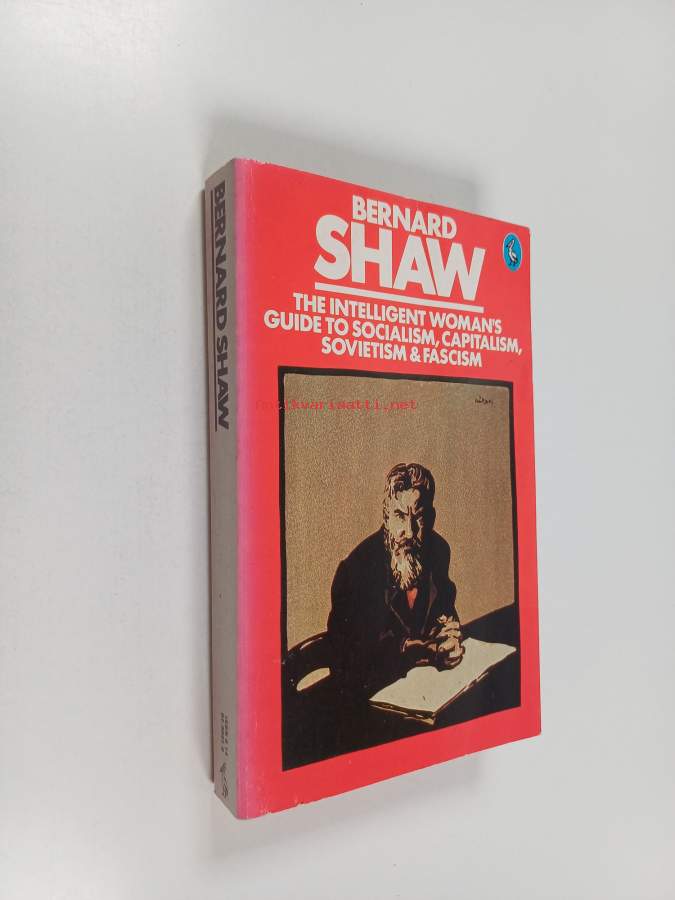 BERNARD
SHAW
THE INTELLIGENT WOMAN'S
GUIDE TO SOCIALISM, CAPITALISM,
SOVIETISM & FASCISM
BERNARD SHAW
antikvariaatti.net